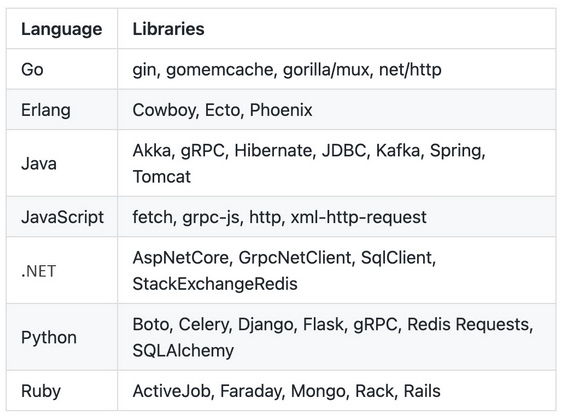 Language Libraries
Go gin, gomemcache, gorilla/mux, net/http
Erlang Cowboy, Ecto, Phoenix
Java Akka, gRPC, Hibernate, JDBC, Kafka, Spring,
Tomcat
JavaScript fetch, grpc-js, http, xml-http-request
.NET AspNetCore, GrpcNetClient, SqlClient,
StackExchangeRedis
Python Boto, Celery, Django, Flask, gRPC, Redis Requests,
SQLAlchemy
Ruby ActiveJob, Faraday, Mongo, Rack, Rails